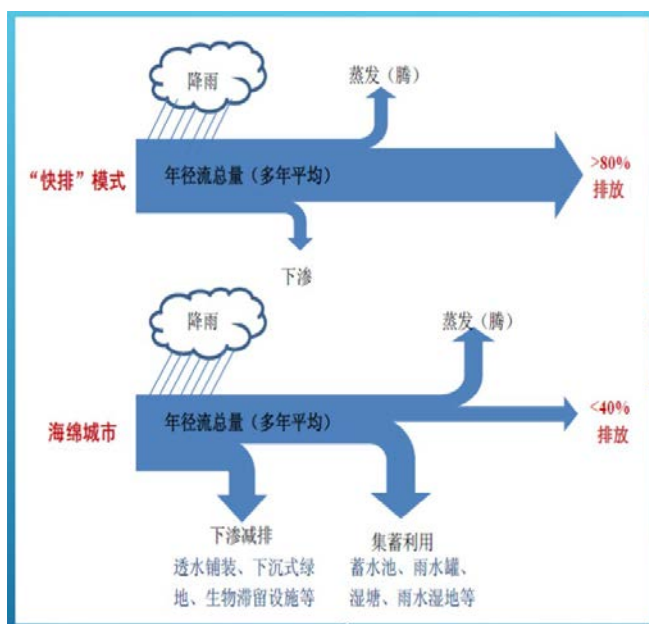 降雨
蒸发（腾）
“快排”模式
年径流总量（多年平均）
>80%
排放
下渗
降雨
蒸发（腾）
海绵城市
年径流总量（多年平均）
<40%
排放
下渗减排
透水铺装、下沉式绿
地、生物滞留设施等
集蓄利用
蓄水池、雨水罐、
湿塘、雨水湿地等